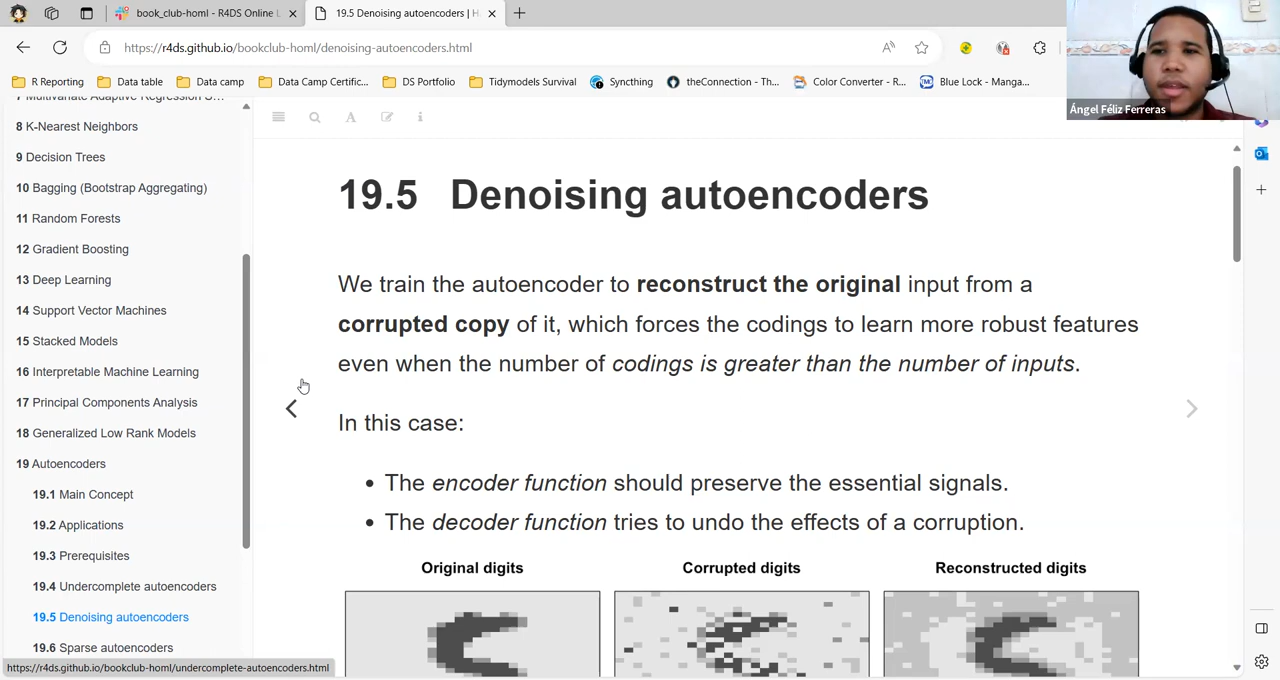 book_club-homl - R4DS Online L
19.5 Denoising autoencoders | H
https://r4ds.github.io/bookclub-homl/denoising-autoencoders.html
R Reporting
Data table
Data camp
Data Camp Certific...
DS Portfolio
Tidymodels Survival
Syncthing
theConnection - Th...
Color Converter - R...
Blue Lock - Manga...
Ángel Féliz Ferreras
7 Multivariate Adaptive Regression S...
8 K-Nearest Neighbors
9 Decision Trees
10 Bagging (Bootstrap Aggregating)
11 Random Forests
12 Gradient Boosting
13 Deep Learning
14 Support Vector Machines
15 Stacked Models
16 Interpretable Machine Learning
17 Principal Components Analysis
18 Generalized Low Rank Models
19 Autoencoders
19.1 Main Concept
19.2 Applications
19.3 Prerequisites
19.4 Undercomplete autoencoders
19.5 Denoising autoencoders
19.6 Sparse autoencoders
https://r4ds.github.io/bookclub-homl/undercomplete-autoencoders.html
19.5 Denoising autoencoders
We train the autoencoder to reconstruct the original input from a
corrupted copy of it, which forces the codings to learn more robust features
even when the number of codings is greater than the number of inputs.
In this case:
• The encoder function should preserve the essential signals.
• The decoder function tries to undo the effects of a corruption.
Original digits
Corrupted digits
Reconstructed digits